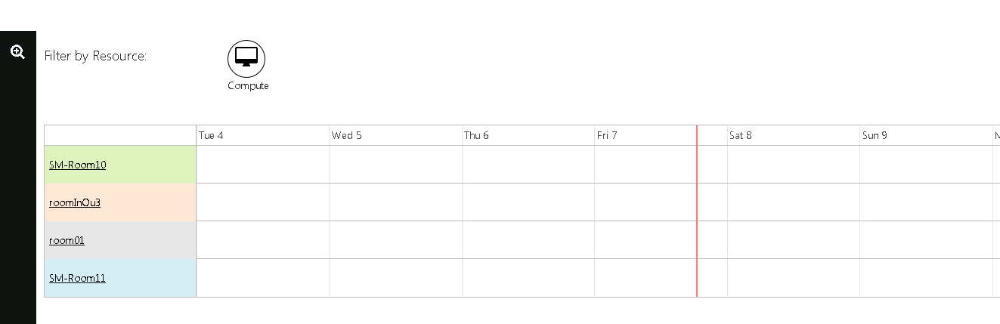 Filter by Resource:
Compute
Tue 4 Wed 5 Thu 6 Fri 7 Sat 8 Sun 9 M
SM-Room10
roomInOu3
room01
SM-Room11